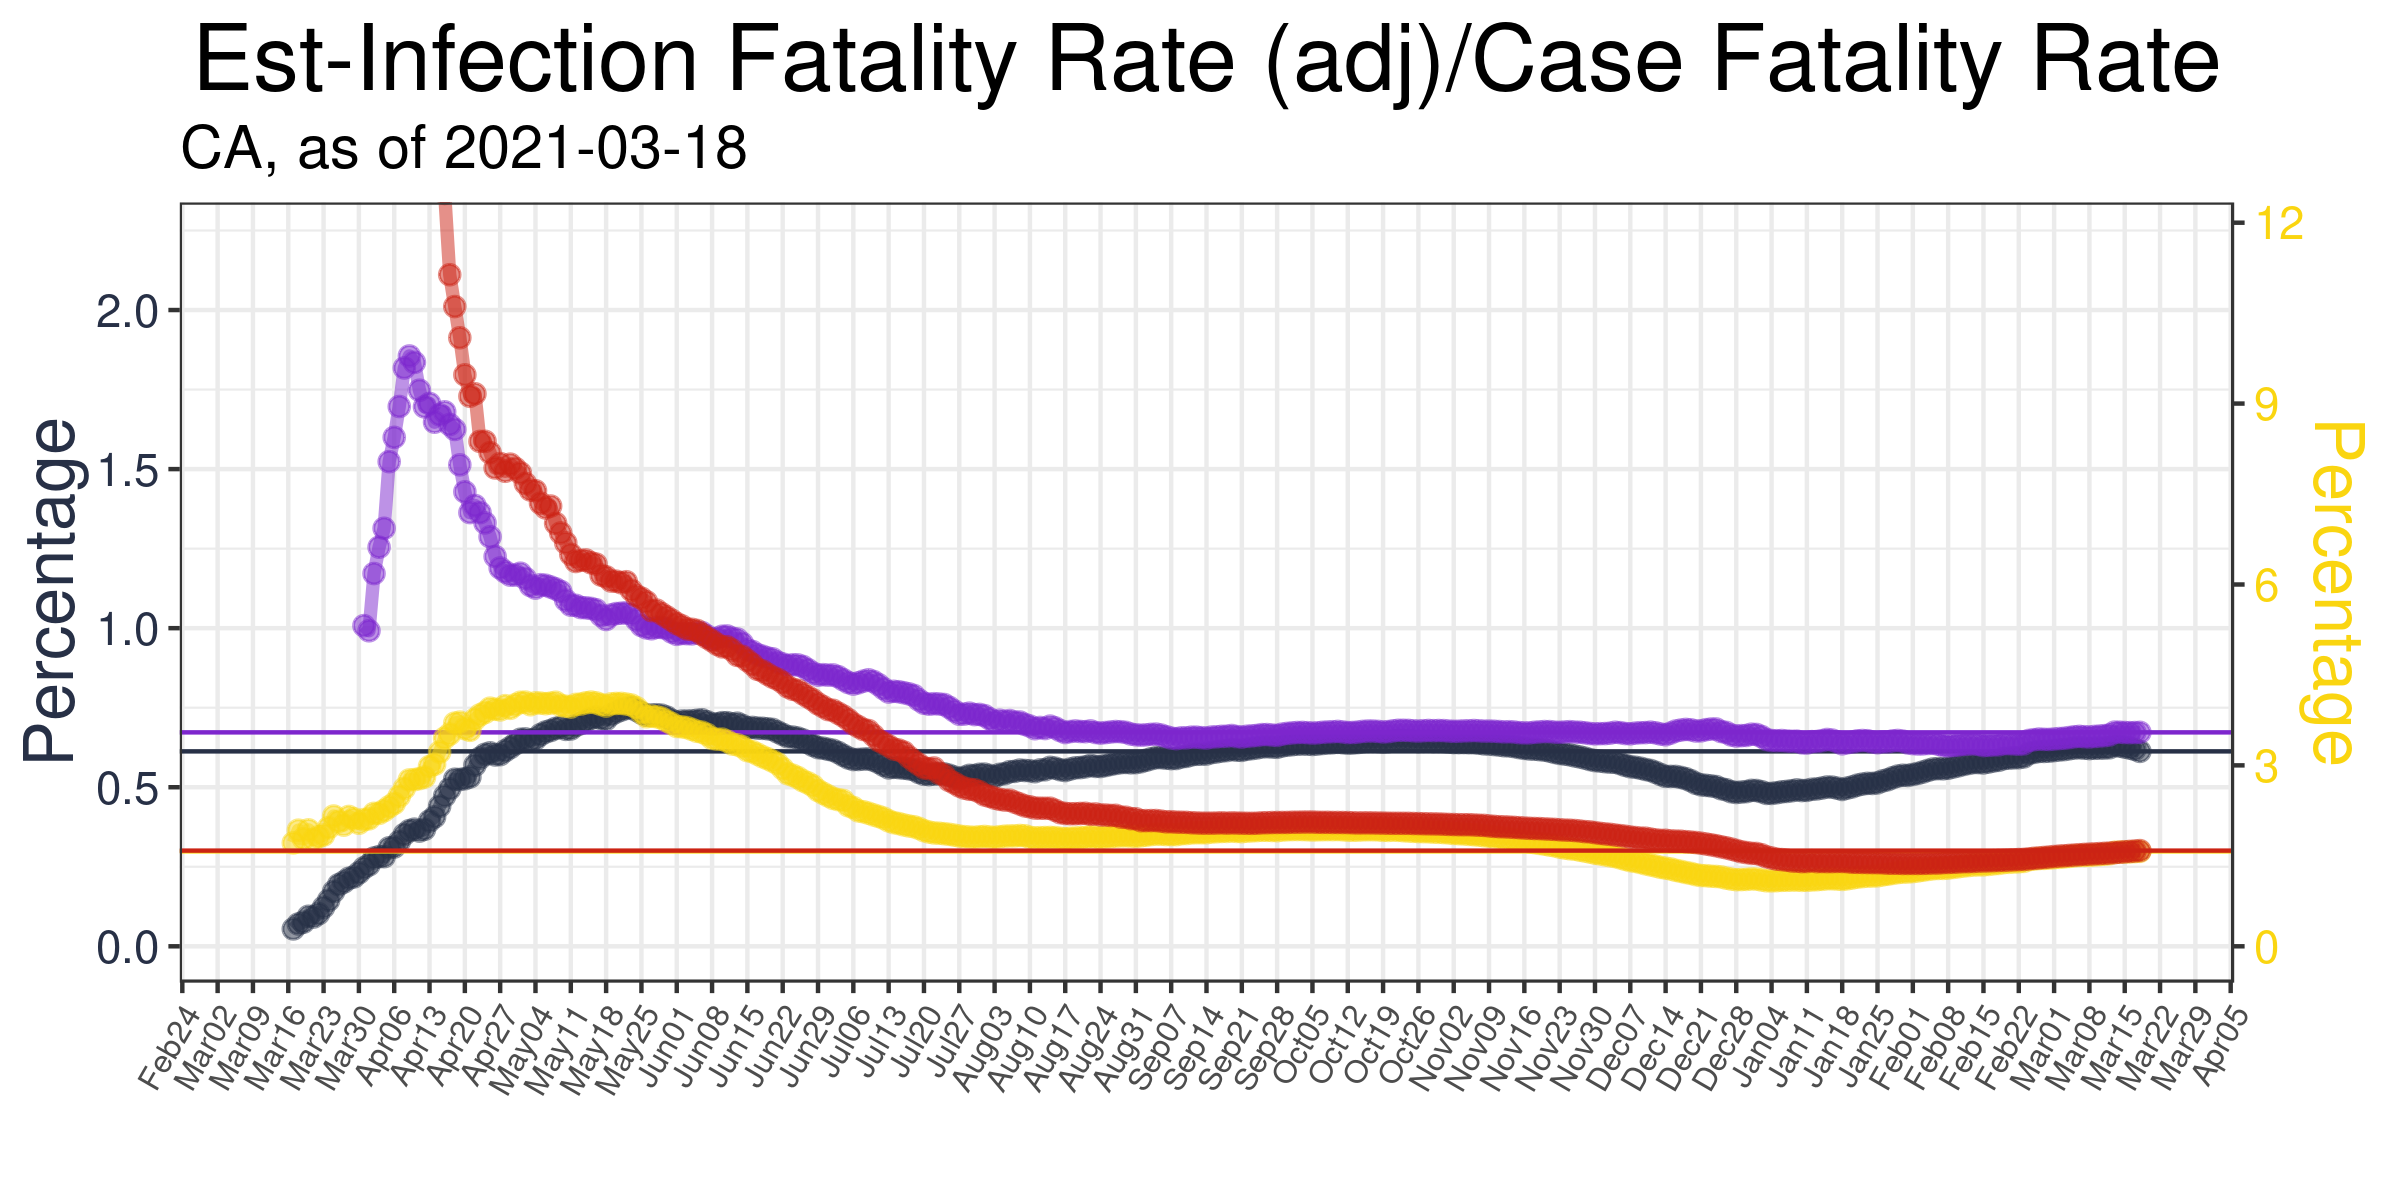 Est-Infection Fatality Rate (adj)/Case Fatality Rate
CA, as of 2021-03-18
Percentage
2.0
1.5
1.0
0.5
0.0
12
9
6
3
0
Percentage
Feb24
Mar02
Mar09
Mar16
Mar23
Mar30
Apr06
Apr13
Apr20
Apr27
May04
May11
May18
May25
Jun01
Jun08
Jun15
Jun22
Jun29
Jul06
Jul13
Jul20
Jul27
Aug03
Aug10
Aug17
Aug24
Aug31
Sep07
Sep14
Sep21
Sep28
Oct05
Oct12
Oct19
Oct26
Nov02
Nov09
Nov16
Nov23
Nov30
Dec07
Dec14
Dec21
Dec28
Jan04
Jan11
Jan18
Jan25
Feb01
Feb08
Feb15
Feb22
Mar01
Mar08
Mar15
Mar22
Mar29
Apr05